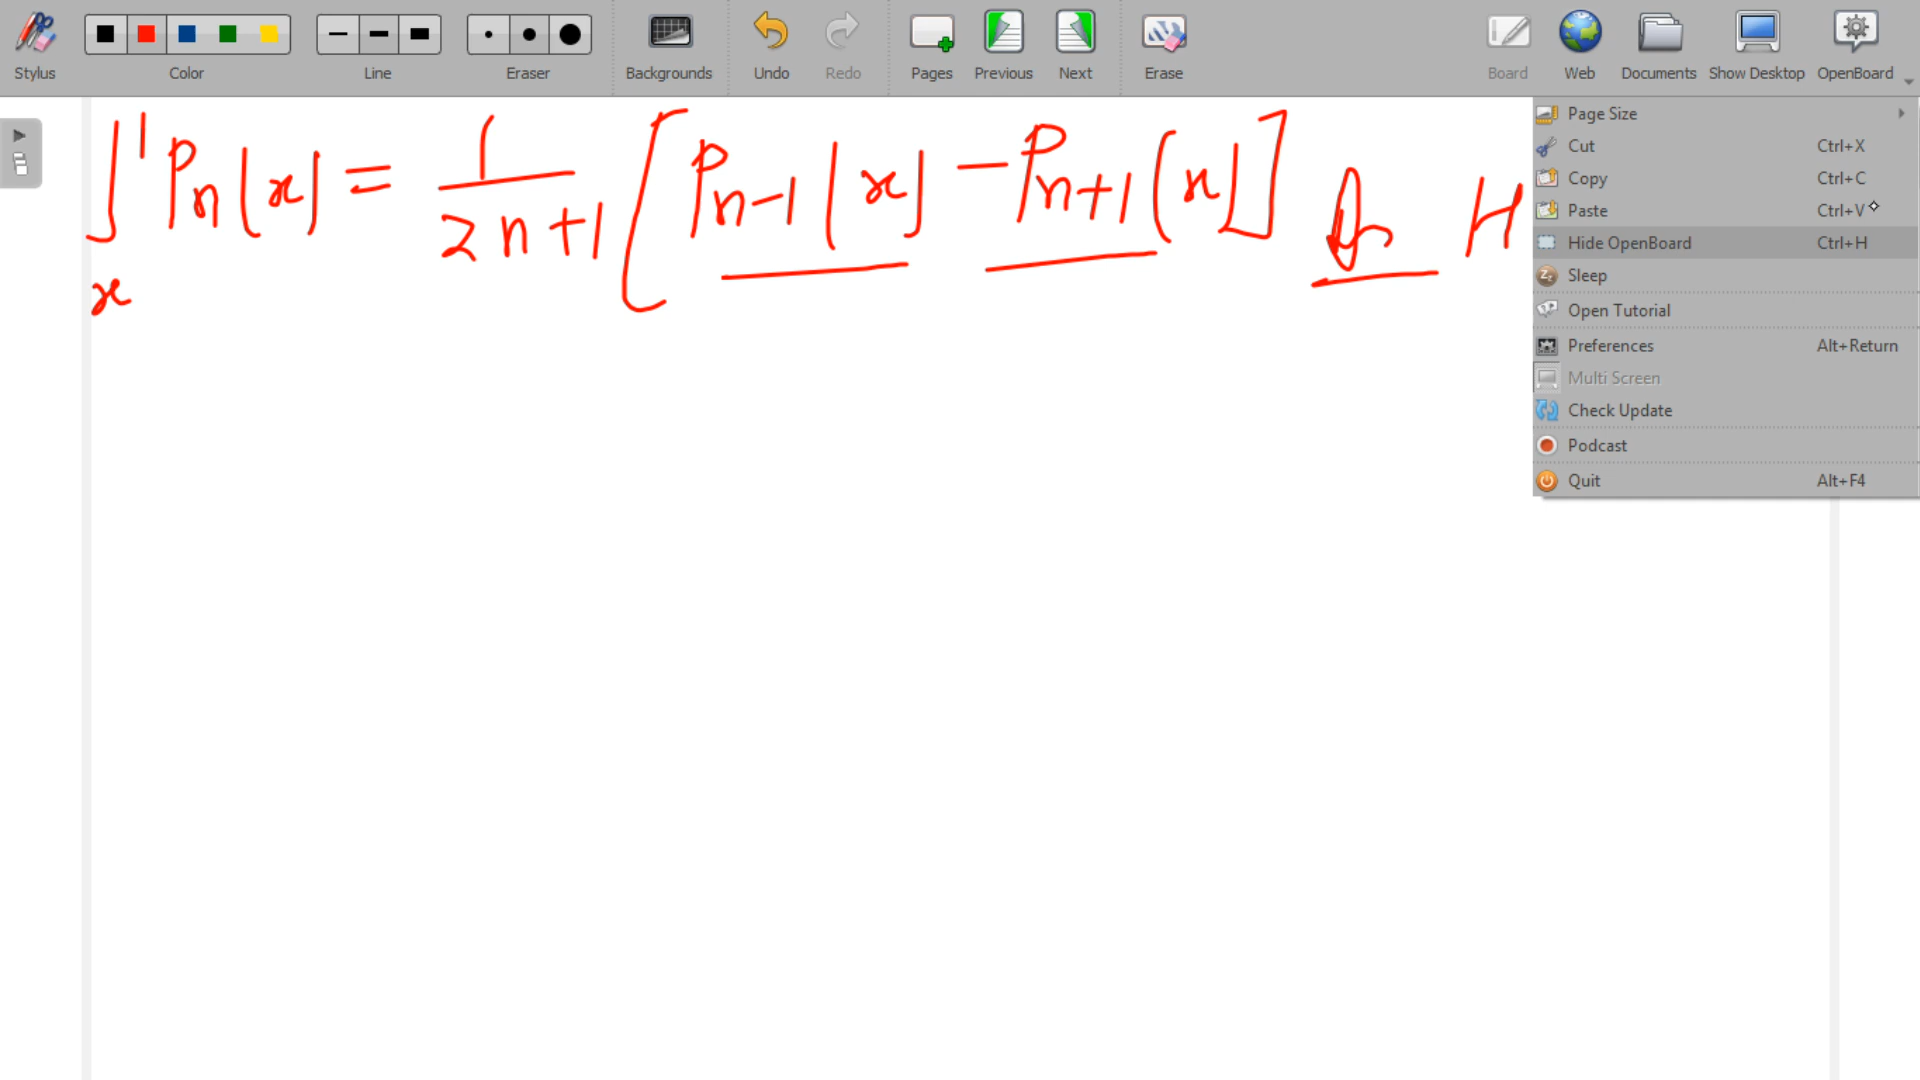 Stylus Color Line Eraser Backgrounds Undo Redo Pages Previous Next Erase Board Web Documents Show Desktop OpenBoard
∫ₓ¹ Pn(x) = 1/(2n+1) [Pn-1(x) - Pn+1(x)] H
Page Size
Cut Ctrl+X
Copy Ctrl+C
Paste Ctrl+V
Hide OpenBoard Ctrl+H
Sleep
Open Tutorial
Preferences Alt+Return
Multi Screen
Check Update
Podcast
Quit Alt+F4